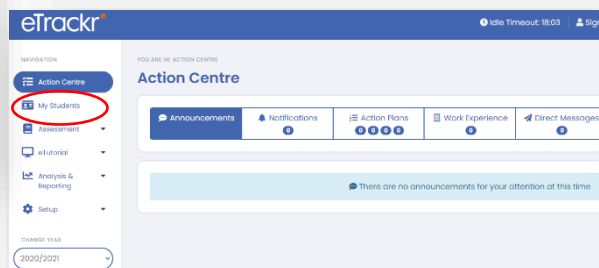 eTrackr
Idle Timeout: 18:03
Sign
NAVIGATION
Action Centre
My Students
Assessment
eTutorial
Analysis &
Reporting
Setup
CHANGE YEAR
2020/2021
YOU ARE IN: ACTION CENTRE
Action Centre
Announcements
Notifications
0
Action Plans
0 0 0 0
Work Experience
0
Direct Messages
0
There are no announcements for your attention at this time